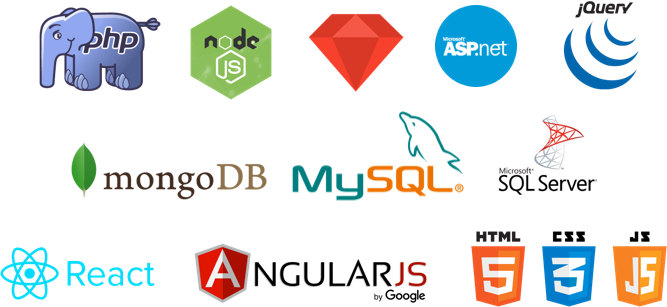 php
node
JS
Microsoft
ASP.net
jQuery
mongoDB
MySQL®
Microsoft®
SQL Server®
React
ANGULARJS
by Google
HTML
5
CSS
3
JS
5